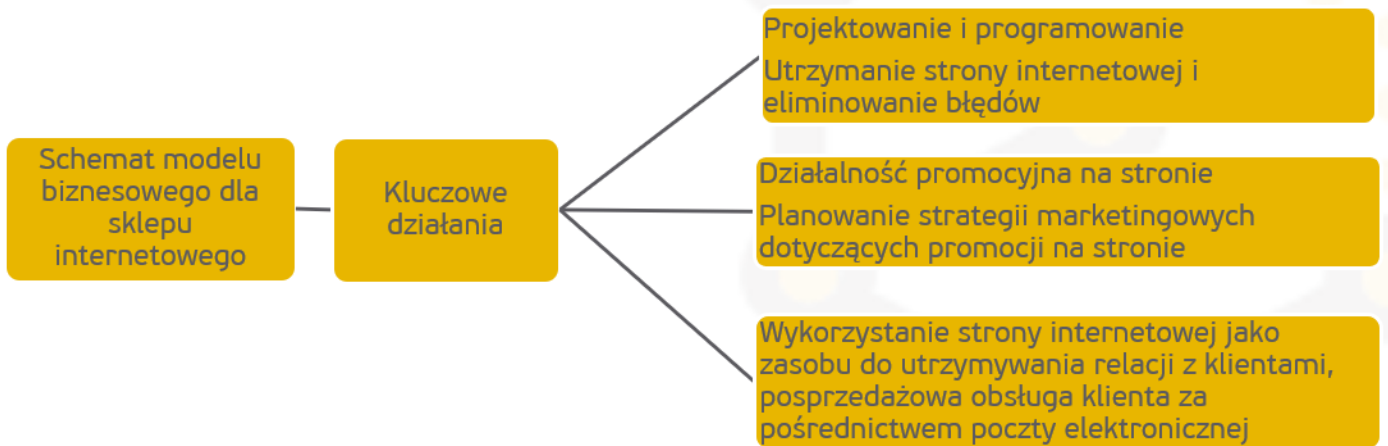 Schemat modelu
biznesowego dla
sklepu
internetowego
Kluczowe
działania
Projektowanie i programowanie
Utrzymanie strony internetowej i
eliminowanie błędów
Działalność promocyjna na stronie
Planowanie strategii marketingowych
dotyczących promocji na stronie
Wykorzystanie strony internetowej jako
zasobu do utrzymywania relacji z klientami,
posprzedażowa obsługa klienta za
pośrednictwem poczty elektronicznej